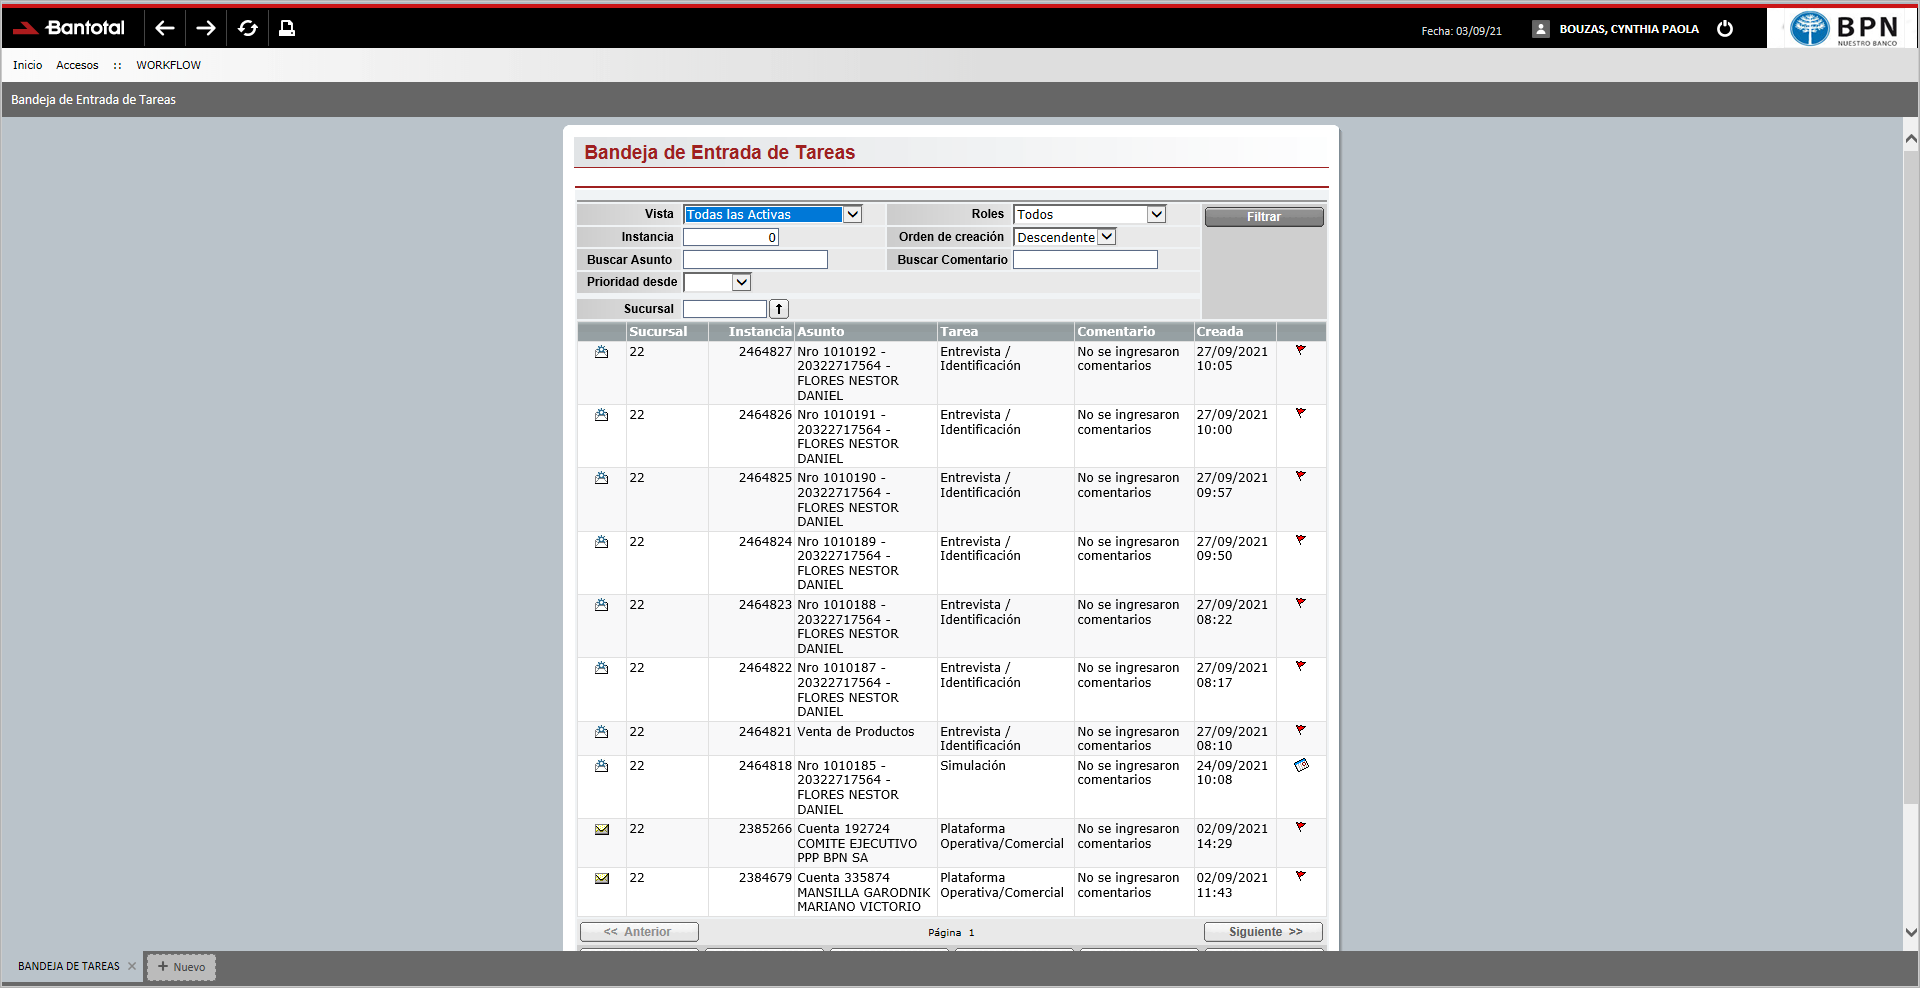 Bantotal
Fecha: 03/09/21
BOUZAS, CYNTHIA PAOLA
BPN
NUESTRO BANCO
Inicio Accesos :: WORKFLOW
Bandeja de Entrada de Tareas
Bandeja de Entrada de Tareas
Vista Todas las Activas Roles Todos Filtrar
Instancia 0 Orden de creación Descendente
Buscar Asunto Buscar Comentario
Prioridad desde
Sucursal
Sucursal Instancia Asunto Tarea Comentario Creada
22 2464827 Nro 1010192 - Entrevista / No se ingresaron 27/09/2021
20322717564 - Identificación comentarios 10:05
FLORES NESTOR
DANIEL
22 2464826 Nro 1010191 - Entrevista / No se ingresaron 27/09/2021
20322717564 - Identificación comentarios 10:00
FLORES NESTOR
DANIEL
22 2464825 Nro 1010190 - Entrevista / No se ingresaron 27/09/2021
20322717564 - Identificación comentarios 09:57
FLORES NESTOR
DANIEL
22 2464824 Nro 1010189 - Entrevista / No se ingresaron 27/09/2021
20322717564 - Identificación comentarios 09:50
FLORES NESTOR
DANIEL
22 2464823 Nro 1010188 - Entrevista / No se ingresaron 27/09/2021
20322717564 - Identificación comentarios 08:22
FLORES NESTOR
DANIEL
22 2464822 Nro 1010187 - Entrevista / No se ingresaron 27/09/2021
20322717564 - Identificación comentarios 08:17
FLORES NESTOR
DANIEL
22 2464821 Venta de Productos Entrevista / No se ingresaron 27/09/2021
Identificación comentarios 08:10
22 2464818 Nro 1010185 - Simulación No se ingresaron 24/09/2021
20322717564 - comentarios 10:08
FLORES NESTOR
DANIEL
22 2385266 Cuenta 192724 Plataforma No se ingresaron 02/09/2021
COMITE EJECUTIVO Operativa/Comercial comentarios 14:29
PPP BPN SA
22 2384679 Cuenta 335874 Plataforma No se ingresaron 02/09/2021
MANSILLA GARODNIK Operativa/Comercial comentarios 11:43
MARIANO VICTORIO
<< Anterior Página 1 Siguiente >>
BANDEJA DE TAREAS × + Nuevo